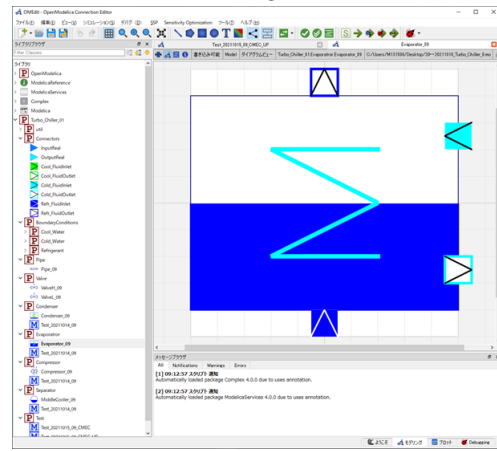 OMEdit - OpenModelica Connection Editor
ファイル(F) 編集(E) ビュー(V) シミュレーション(S) デバッグ (D) SSP Sensitivity Optimization ツール(T) ヘルプ(H)
ライブラリブラウザ
Test_20211015_09_CMEC_UP
Evaporator_09
Filter Classes
書き込み可能 Model ダイアグラムビュー Turbo_Chiller_01.Evaporator.Evaporator_09
ライブラリ
OpenModelica
ModelicaReference
ModelicaServices
Complex
Modelica
Turbo_Chiller_01
util
Connectors
InputReal
OutputReal
Cool_FluidInlet
Cool_FluidOutlet
Cold_FluidInlet
Cold_FluidOutlet
Refr_FluidInlet
Refr_FluidOutlet
BoundaryConditions
Cool_Water
Cold_Water
Refrigerant
Pipe
Pipe_09
Valve
ValveH_09
ValveL_09
Condenser
Condenser_09
Test_20211014_09
Evaporator
Evaporator_09
Test_20211014_09
Compressor
Compressor_09
Test_20211014_09
Separator
MiddleCooler_09
Test_20211014_09
Test
Test_20211015_09_CMEC
Test_20211015_09_CMEC_UP
メッセージブラウザ
All Notifications Warnings Errors
[1] 09:12:57 スクリプト 通知
Automatically loaded package Complex 4.0.0 due to uses annotation.
[2] 09:12:57 スクリプト 通知
Automatically loaded package ModelicaServices 4.0.0 due to uses annotation.
ようこそ モデリング プロット Debugging